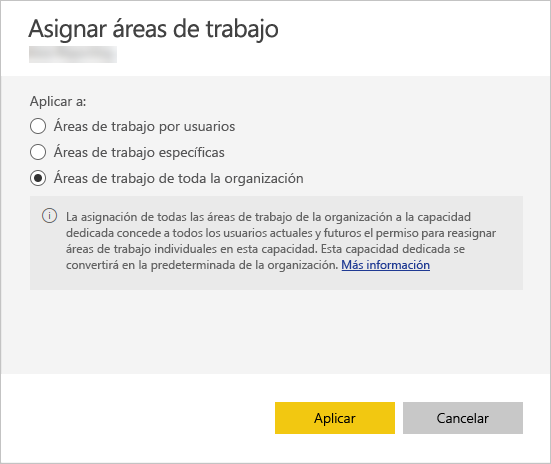 Asignar áreas de trabajo
Aplicar a:
Áreas de trabajo por usuarios
Áreas de trabajo específicas
Áreas de trabajo de toda la organización
La asignación de todas las áreas de trabajo de la organización a la capacidad
dedicada concede a todos los usuarios actuales y futuros el permiso para reasignar
áreas de trabajo individuales en esta capacidad. Esta capacidad dedicada se
convertirá en la predeterminada de la organización. Más información
Aplicar
Cancelar